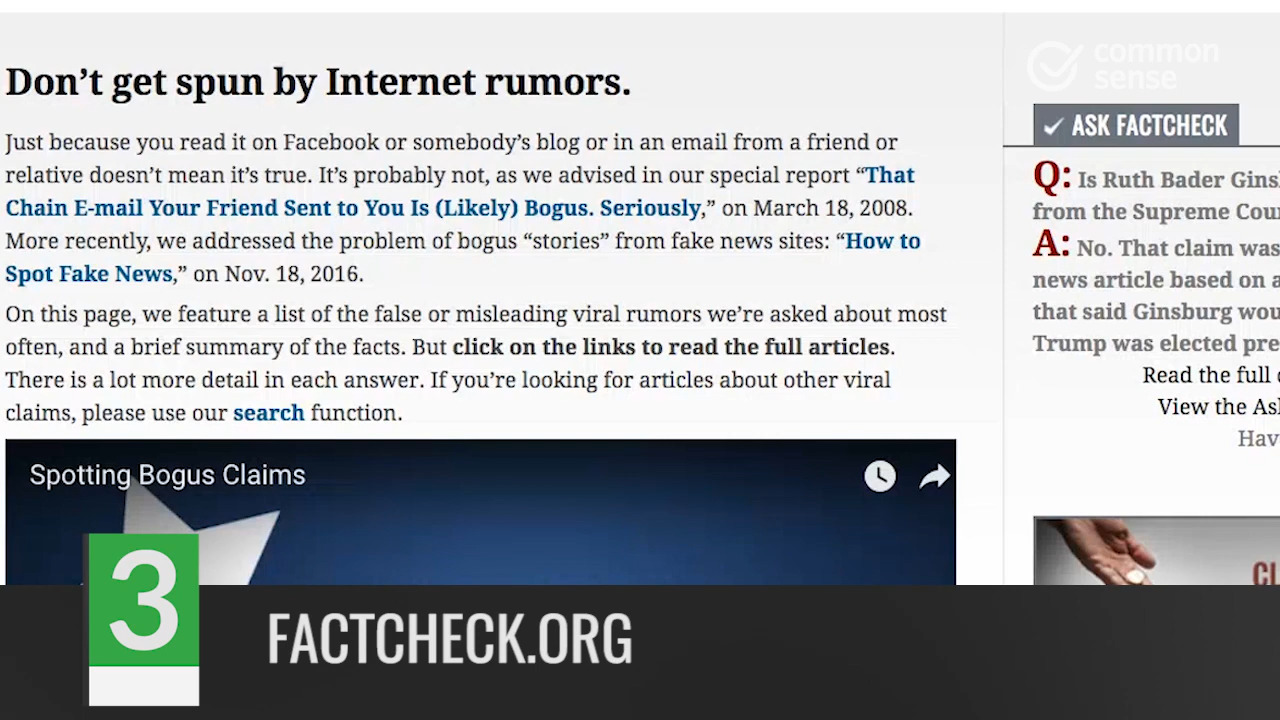 Don’t get spun by Internet rumors.
Just because you read it on Facebook or somebody’s blog or in an email from a friend or
relative doesn’t mean it’s true. It’s probably not, as we advised in our special report “That
Chain E-mail Your Friend Sent to You Is (Likely) Bogus. Seriously,” on March 18, 2008.
More recently, we addressed the problem of bogus “stories” from fake news sites: “How to
Spot Fake News,” on Nov. 18, 2016.
On this page, we feature a list of the false or misleading viral rumors we’re asked about most
often, and a brief summary of the facts. But click on the links to read the full articles.
There is a lot more detail in each answer. If you’re looking for articles about other viral
claims, please use our search function.
Spotting Bogus Claims
common
sense
ASK FACTCHECK
Q: Is Ruth Bader
from the Supreme
A: No. That claim was
news article based on
that said Ginsburg
Trump was elected
Read the full
View the
3
FACTCHECK.ORG